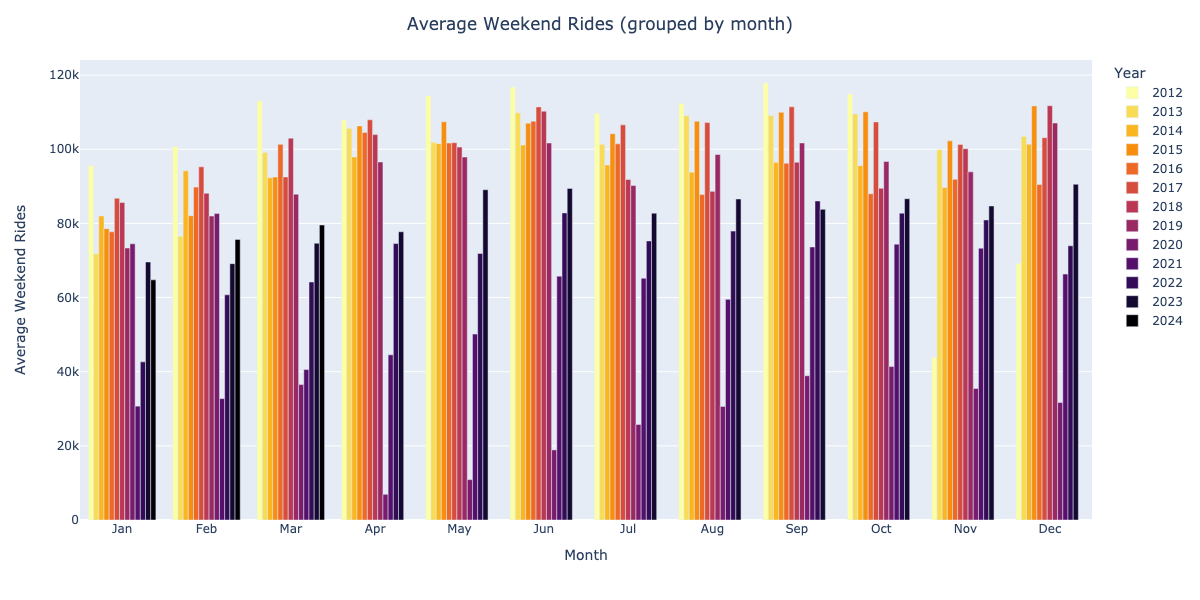 Average Weekend Rides (grouped by month)
Average Weekend Rides
120k
100k
80k
60k
40k
20k
0
Jan Feb Mar Apr May Jun Jul Aug Sep Oct Nov Dec
Month
Year
2012
2013
2014
2015
2016
2017
2018
2019
2020
2021
2022
2023
2024